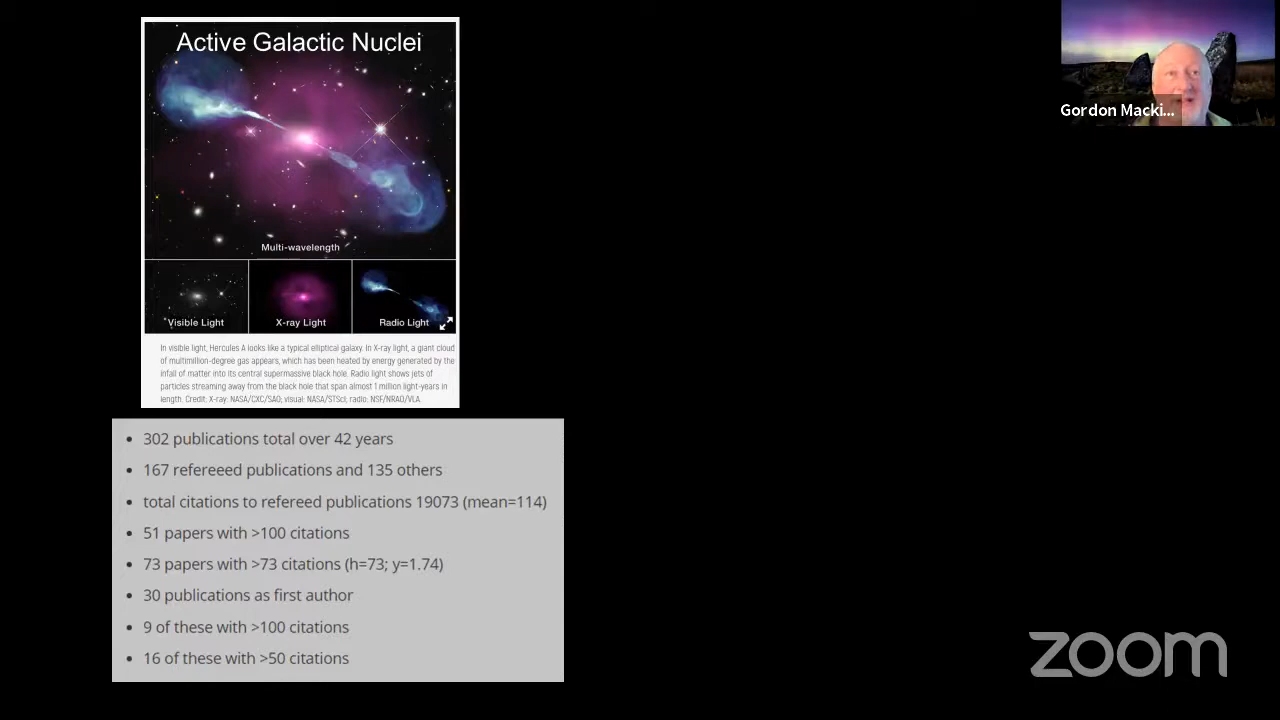 Active Galactic Nuclei
Multi-wavelength
Visible Light
X-ray Light
Radio Light
In visible light, Hercules A looks like a typical elliptical galaxy. In X-ray light, a giant cloud
of multimillion-degree gas appears, which has been heated by energy generated by the
infall of matter into its central supermassive black hole. Radio light shows jets of
particles streaming away from the black hole that span almost 1 million light-years in
length. Credit: X-ray: NASA/CXC/SAO; visual: NASA/STScI; radio: NSF/NRAO/VLA.
• 302 publications total over 42 years
• 167 refereeed publications and 135 others
• total citations to refereed publications 19073 (mean=114)
• 51 papers with >100 citations
• 73 papers with >73 citations (h=73; y=1.74)
• 30 publications as first author
• 9 of these with >100 citations
• 16 of these with >50 citations
Gordon Macki...
zoom